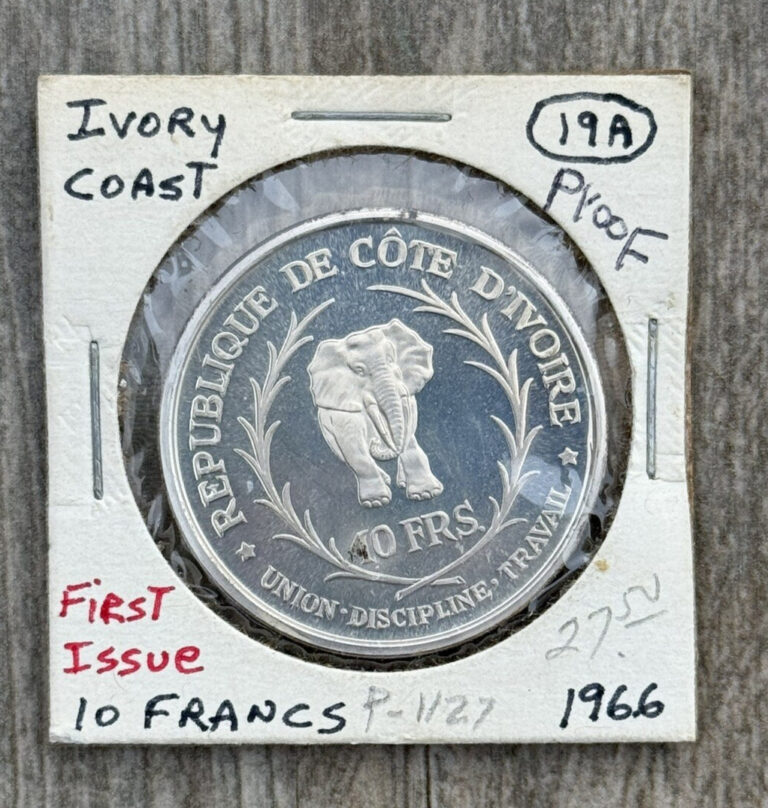 IVORY
COAST
19A
PROOF
REPUBLIQUE DE CÔTE D'IVOIRE
10 FRS.
UNION·DISCIPLINE,·TRAVAIL
FIRST
ISSUE
27.50
10 FRANCS P-1127 1966